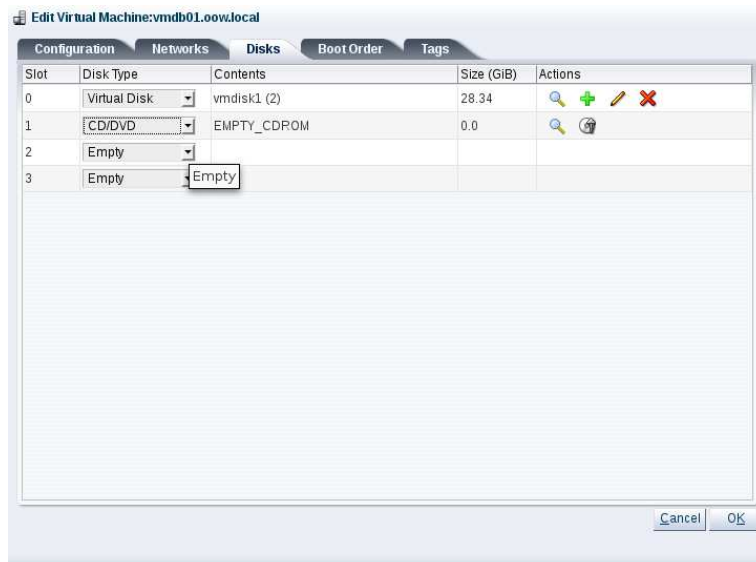 Edit Virtual Machine:vmdb01.oow.local
Configuration Networks Disks Boot Order Tags
Slot Disk Type Contents Size (GiB) Actions
0 Virtual Disk vmdisk1 (2) 28.34
1 CD/DVD EMPTY_CDROM 0.0
2 Empty
3 Empty Empty
Cancel OK